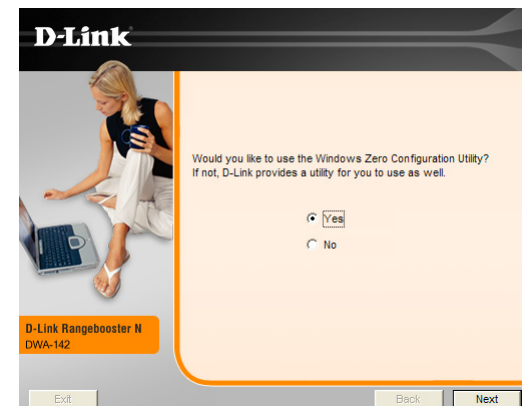 D-Link
Would you like to use the Windows Zero Configuration Utility?
If not, D-Link provides a utility for you to use as well.
Yes
No
D-Link Rangebooster N
DWA-142
Exit
Back
Next